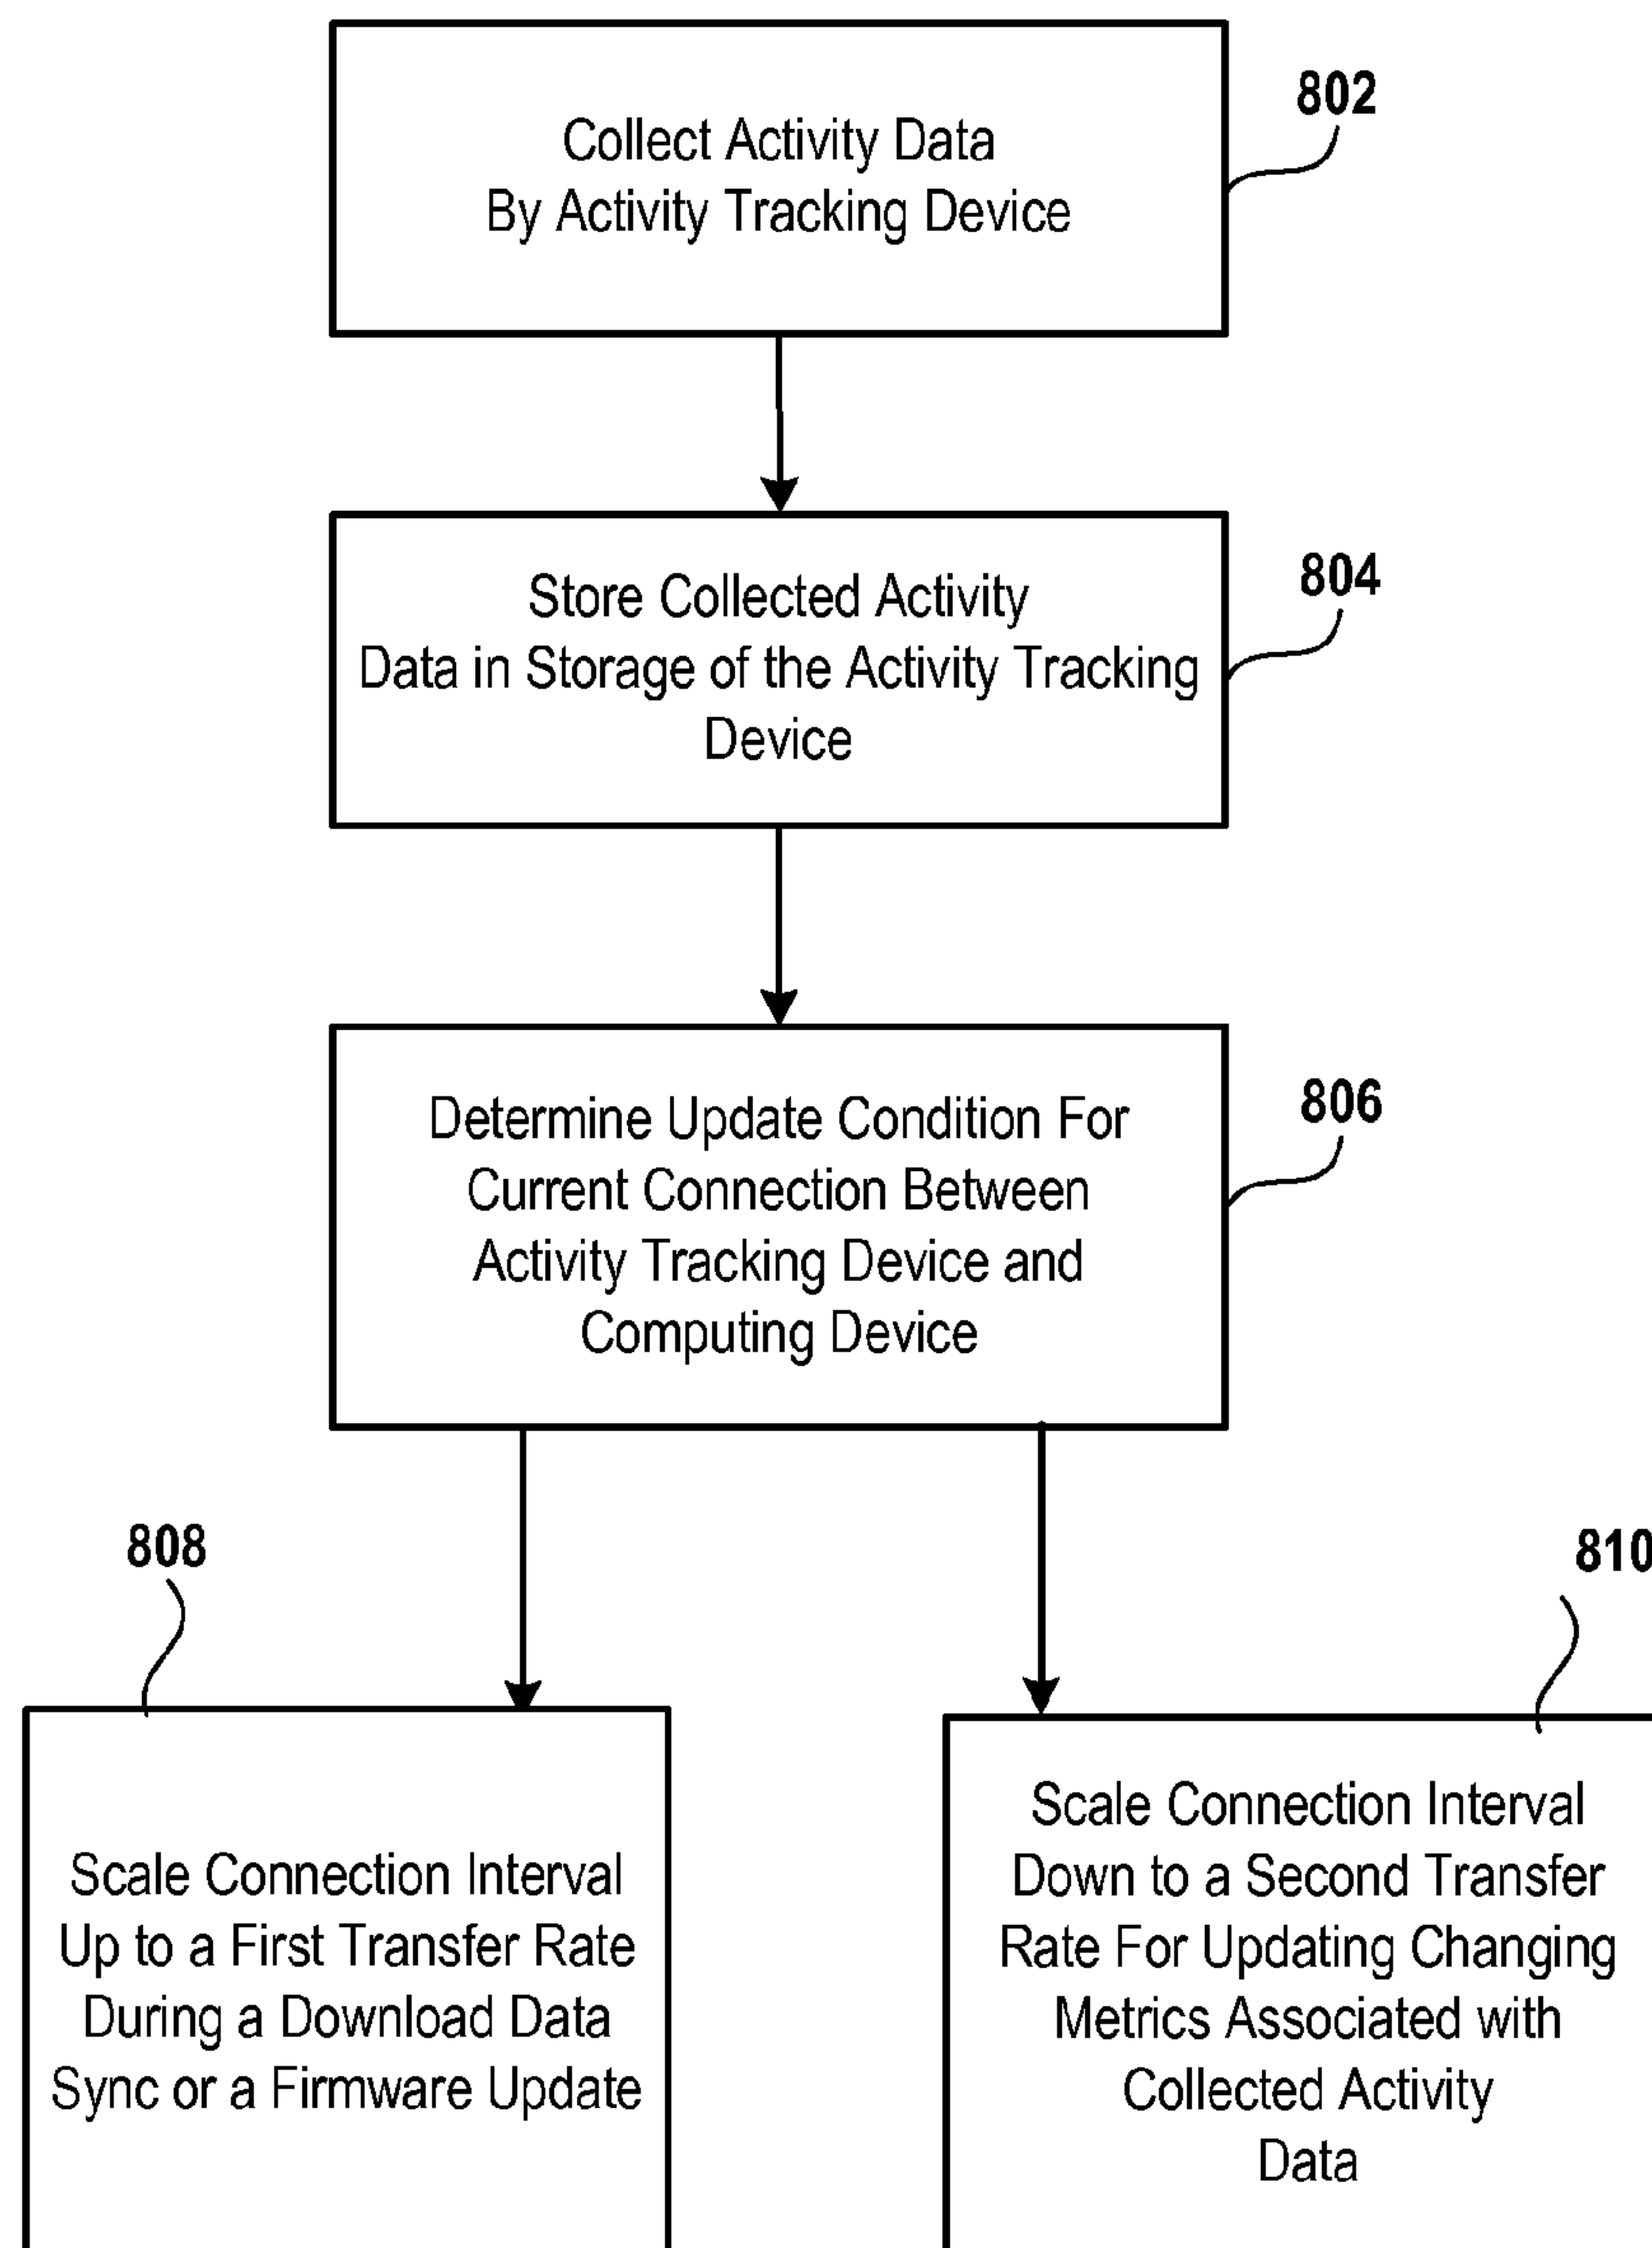 802
Collect Activity Data
By Activity Tracking Device
804
Store Collected Activity
Data in Storage of the Activity Tracking
Device
806
Determine Update Condition For
Current Connection Between
Activity Tracking Device and
Computing Device
808
Scale Connection Interval
Up to a First Transfer Rate
During a Download Data
Sync or a Firmware Update
810
Scale Connection Interval
Down to a Second Transfer
Rate For Updating Changing
Metrics Associated with
Collected Activity
Data